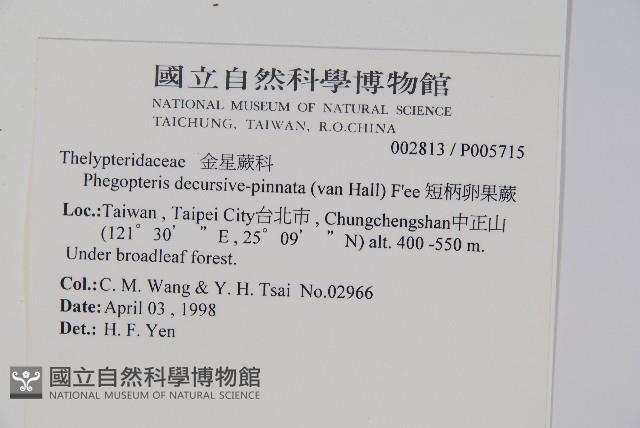 國立自然科學博物館
NATIONAL MUSEUM OF NATURAL SCIENCE
TAICHUNG, TAIWAN, R.O.CHINA
002813 / P005715
Thelypteridaceae 金星蕨科
Phegopteris decursive-pinnata (van Hall) F'ee 短柄卵果蕨
Loc.:Taiwan , Taipei City台北市 , Chungchengshan中正山
(121° 30' " E , 25° 09' " N) alt. 400 -550 m.
Under broadleaf forest.
Col.: C. M. Wang & Y. H. Tsai No.02966
Date: April 03 , 1998
Det.: H. F. Yen
國立自然科學博物館
NATIONAL MUSEUM OF NATURAL SCIENCE